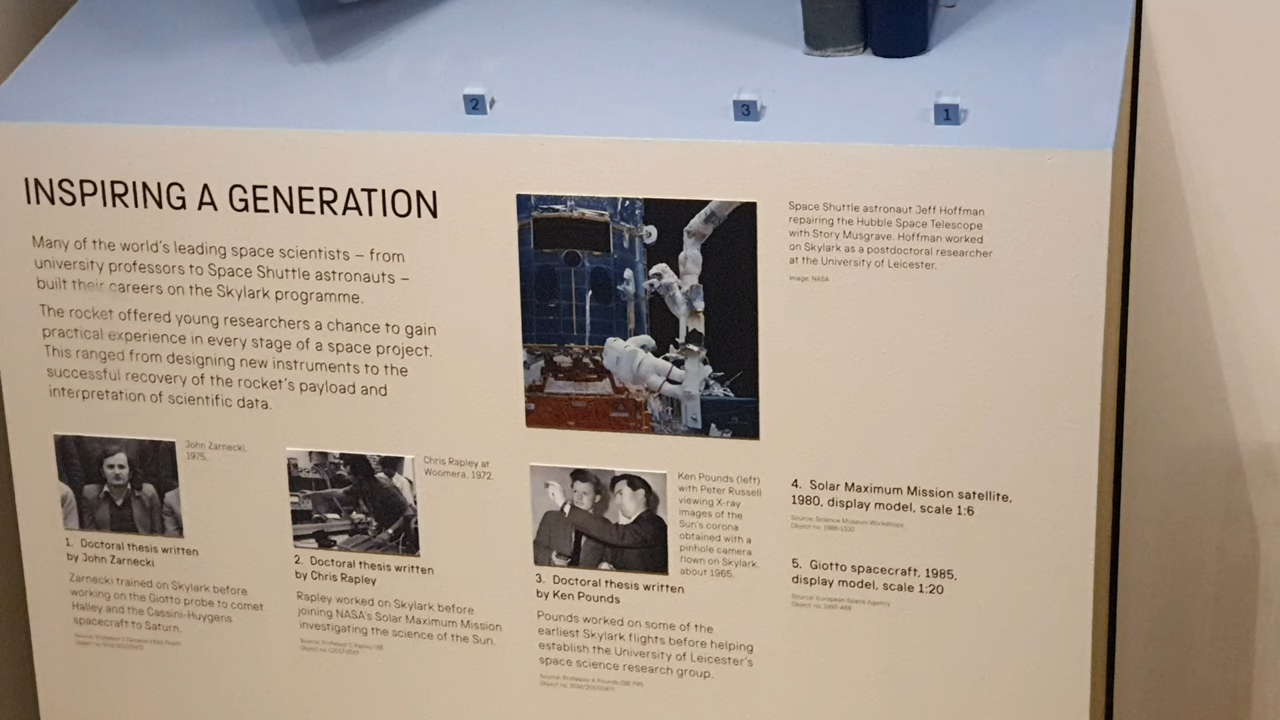 2
3
1
INSPIRING A GENERATION
Many of the world's leading space scientists – from
university professors to Space Shuttle astronauts –
built their careers on the Skylark programme.
The rocket offered young researchers a chance to gain
practical experience in every stage of a space project.
This ranged from designing new instruments to the
successful recovery of the rocket's payload and
interpretation of scientific data.
Space Shuttle astronaut Jeff Hoffman
repairing the Hubble Space Telescope
with Story Musgrave. Hoffman worked
on Skylark as a postdoctoral researcher
at the University of Leicester.
Image: NASA
John Zarnecki,
1975.
1. Doctoral thesis written
by John Zarnecki
Zarnecki trained on Skylark before
working on the Giotto probe to comet
Halley and the Cassini-Huygens
spacecraft to Saturn.
Chris Rapley at
Woomera, 1972.
2. Doctoral thesis written
by Chris Rapley
Rapley worked on Skylark before
joining NASA's Solar Maximum Mission
investigating the science of the Sun.
Ken Pounds (left)
with Peter Russell
viewing X-ray
images of the
Sun's corona
obtained with a
pinhole camera
flown on Skylark,
about 1965.
3. Doctoral thesis written
by Ken Pounds
Pounds worked on some of the
earliest Skylark flights before helping
establish the University of Leicester's
space science research group.
4. Solar Maximum Mission satellite,
1980, display model, scale 1:6
Source: Science Museum Workshops
Object no.
5. Giotto spacecraft, 1985,
display model, scale 1:20
Source: European Space Agency
Object no.